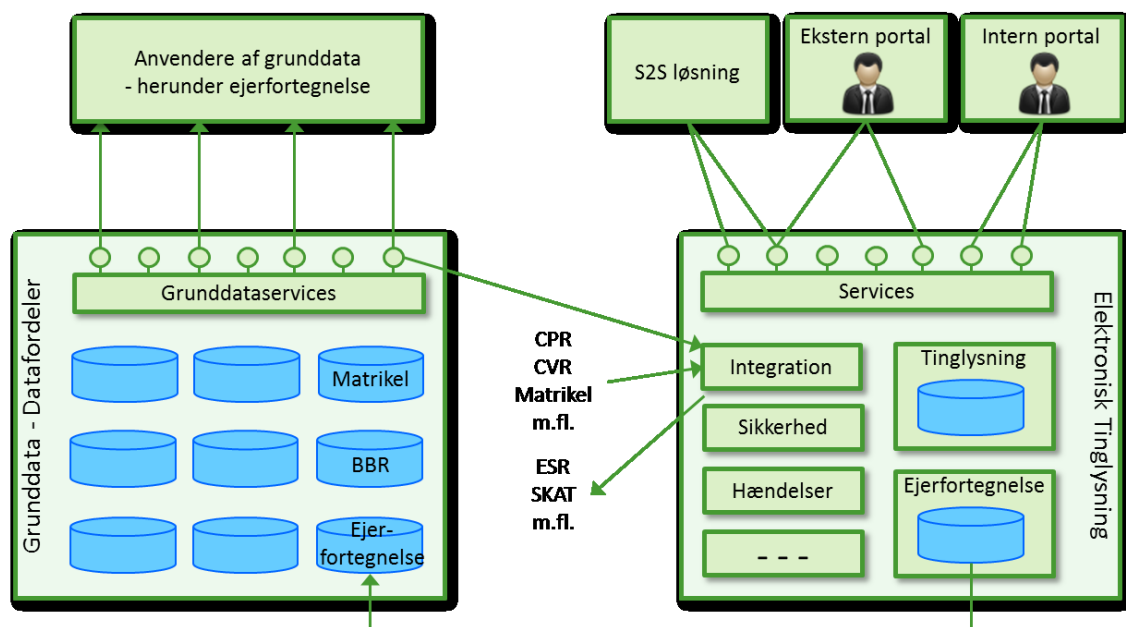 Anvendere af grunddata
- herunder ejerfortegnelse
S2S løsning
Ekstern portal
Intern portal
Grunddata - Datafordeler
Grunddataservices
Matrikel
BBR
Ejer-
fortegnelse
CPR
CVR
Matrikel
m.fl.
ESR
SKAT
m.fl.
Elektronisk Tinglysning
Services
Integration
Sikkerhed
Hændelser
- - -
Tinglysning
Ejerfortegnelse